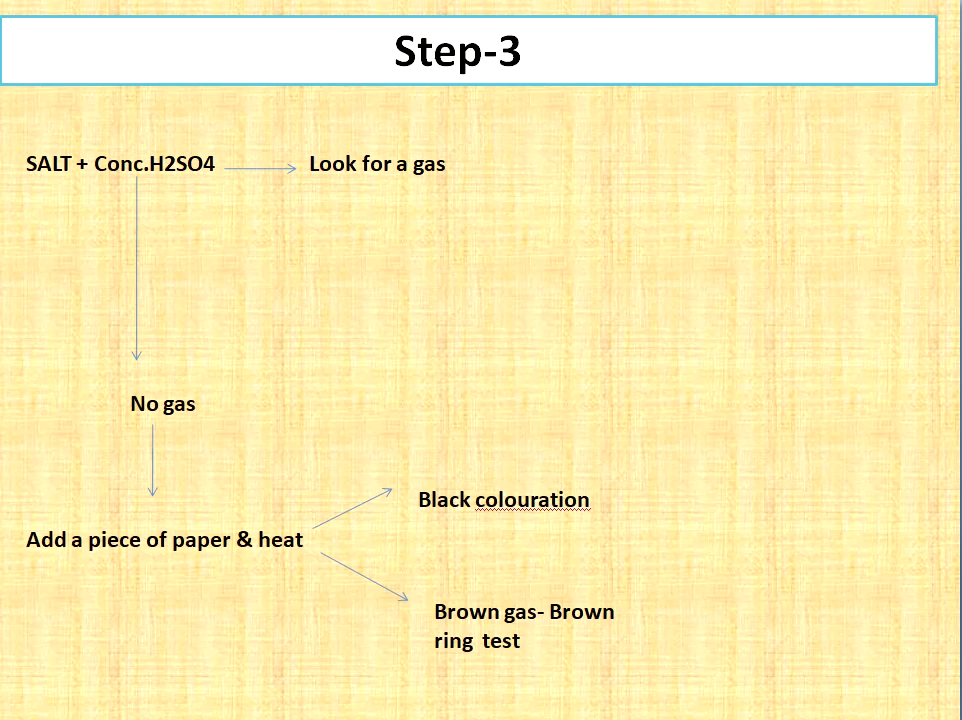 Step-3
SALT + Conc.H2SO4
Look for a gas
No gas
Black colouration
Add a piece of paper & heat
Brown gas- Brown
ring test